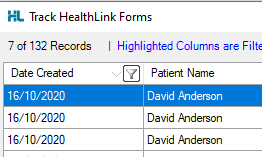 HL Track HealthLink Forms
7 of 132 Records | Highlighted Columns are Filte
Date Created Patient Name
16/10/2020 David Anderson
16/10/2020 David Anderson
16/10/2020 David Anderson